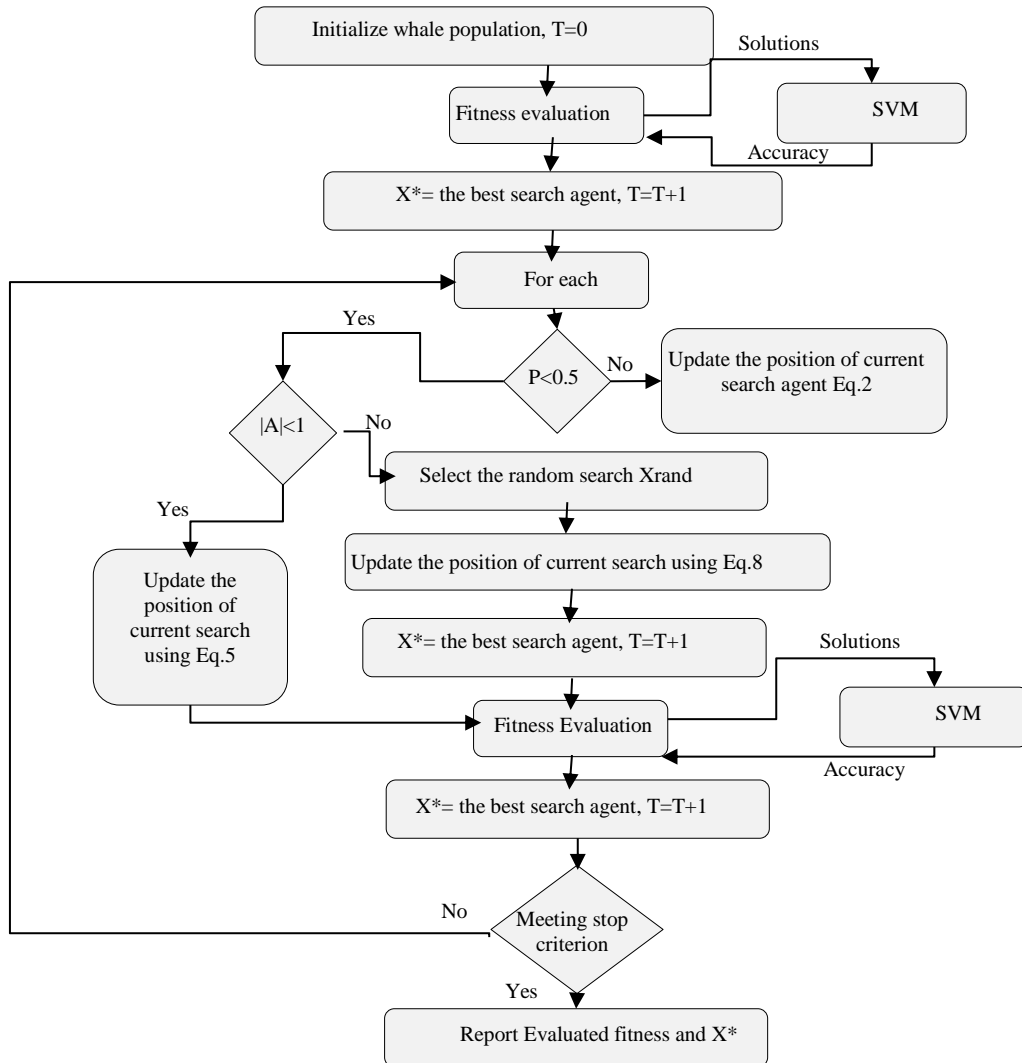 Initialize whale population, T=0
Solutions
Fitness evaluation
SVM
Accuracy
X*= the best search agent, T=T+1
For each
Yes
P<0.5
No
Update the position of current
search agent Eq.2
|A|<1
No
Select the random search Xrand
Yes
Update the position of current search using Eq.8
Update the
position of
current search
using Eq.5
X*= the best search agent, T=T+1
Solutions
Fitness Evaluation
SVM
Accuracy
X*= the best search agent, T=T+1
No
Meeting stop
criterion
Yes
Report Evaluated fitness and X*